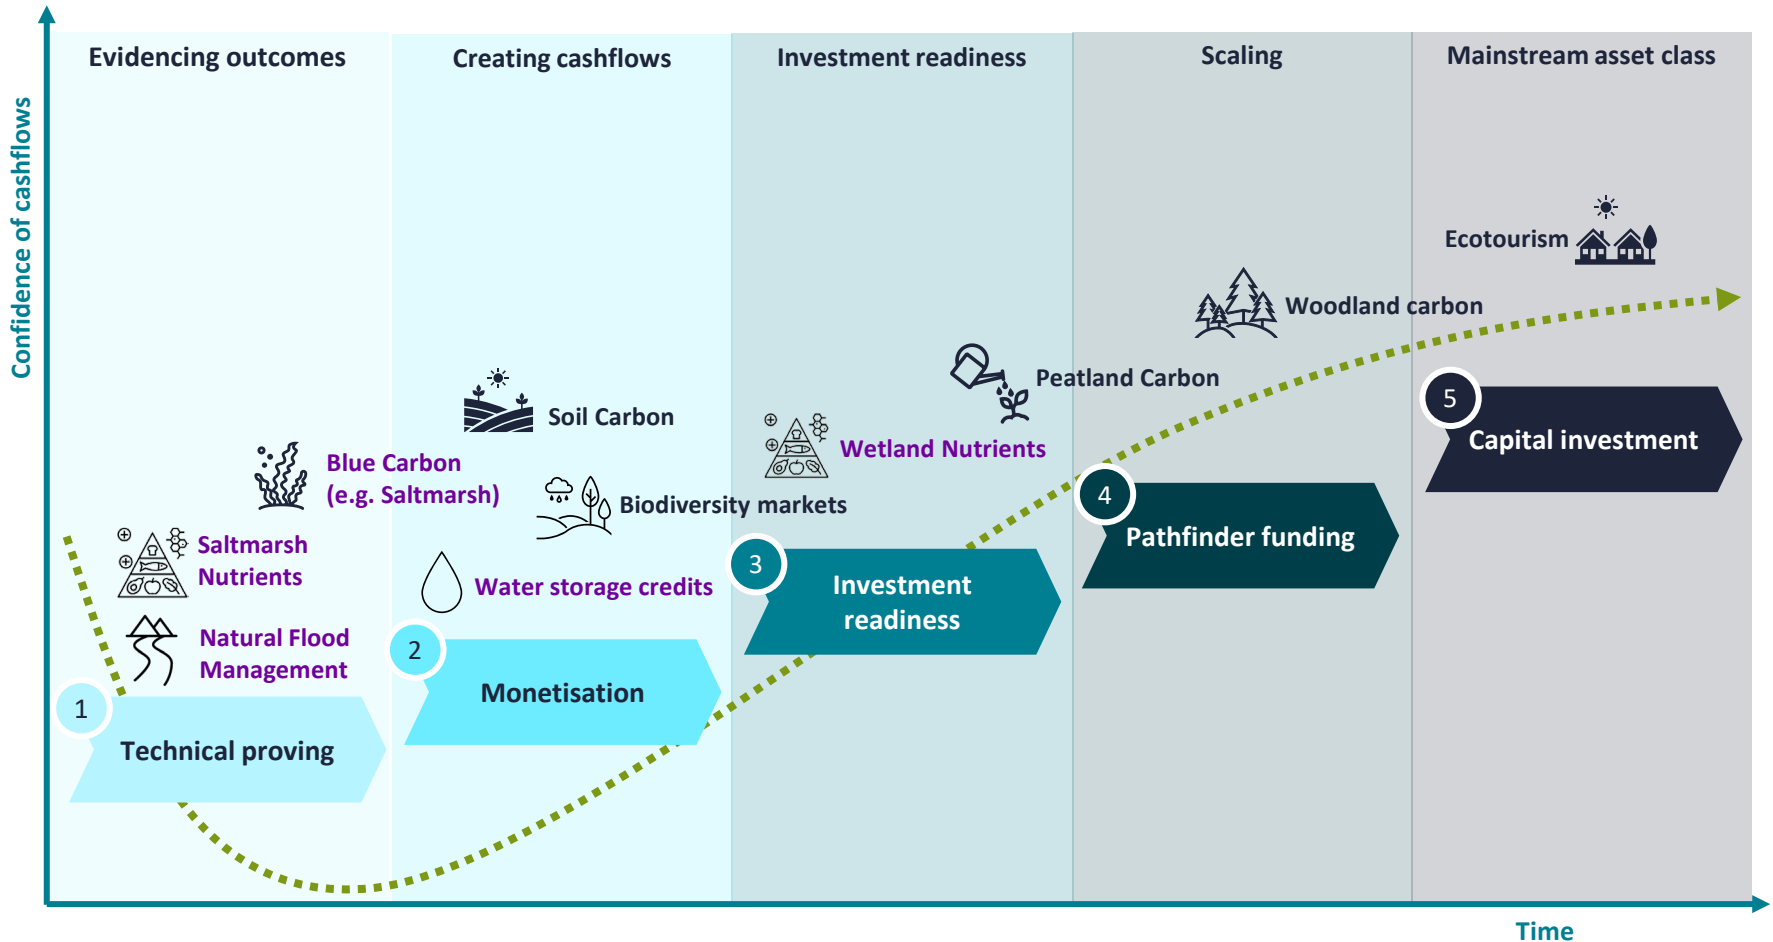 Evidencing outcomes
Creating cashflows
Investment readiness
Scaling
Mainstream asset class
Confidence of cashflows
Ecotourism
Woodland carbon
Peatland Carbon
Soil Carbon
Wetland Nutrients
Blue Carbon
(e.g. Saltmarsh)
Biodiversity markets
Saltmarsh
Nutrients
Water storage credits
Natural Flood
Management
1
Technical proving
2
Monetisation
3
Investment
readiness
4
Pathfinder funding
5
Capital investment
Time